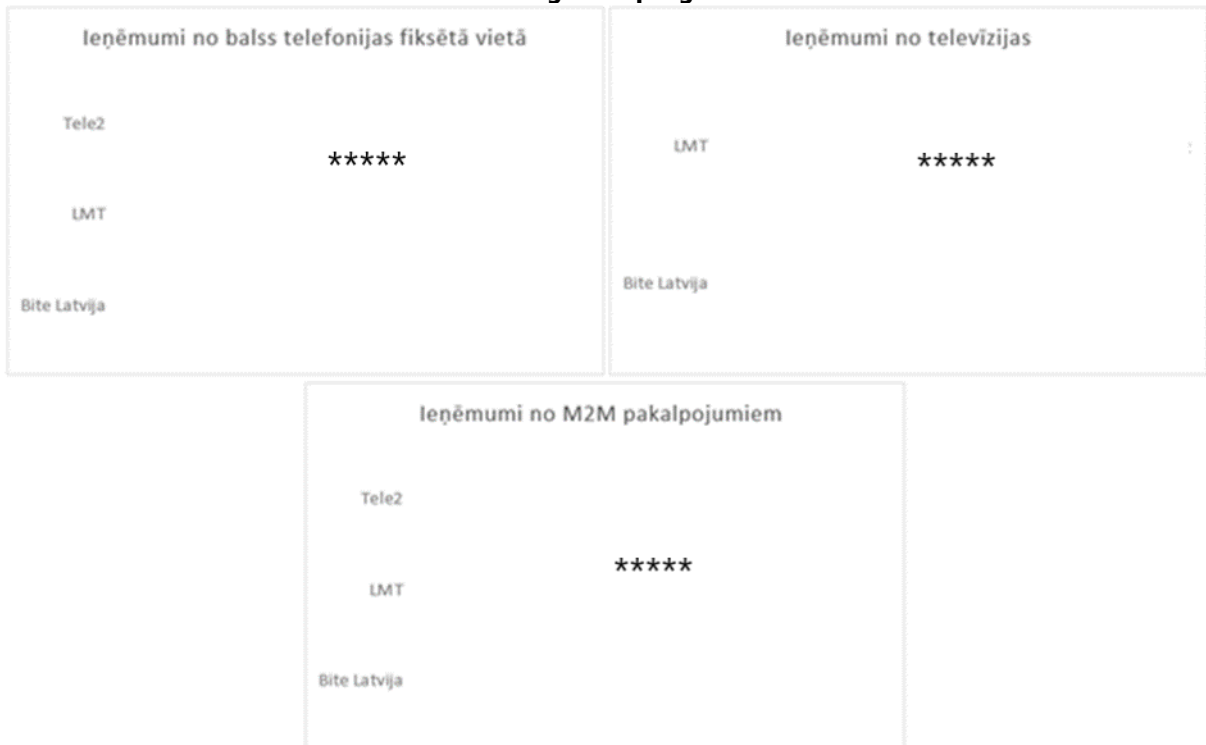 Ieņēmumi no balss telefonijas fiksētā vietā
Tele2
*****
LMT
Bite Latvija
Ieņēmumi no televīzijas
LMT
*****
Bite Latvija
Ieņēmumi no M2M pakalpojumiem
Tele2
*****
LMT
Bite Latvija